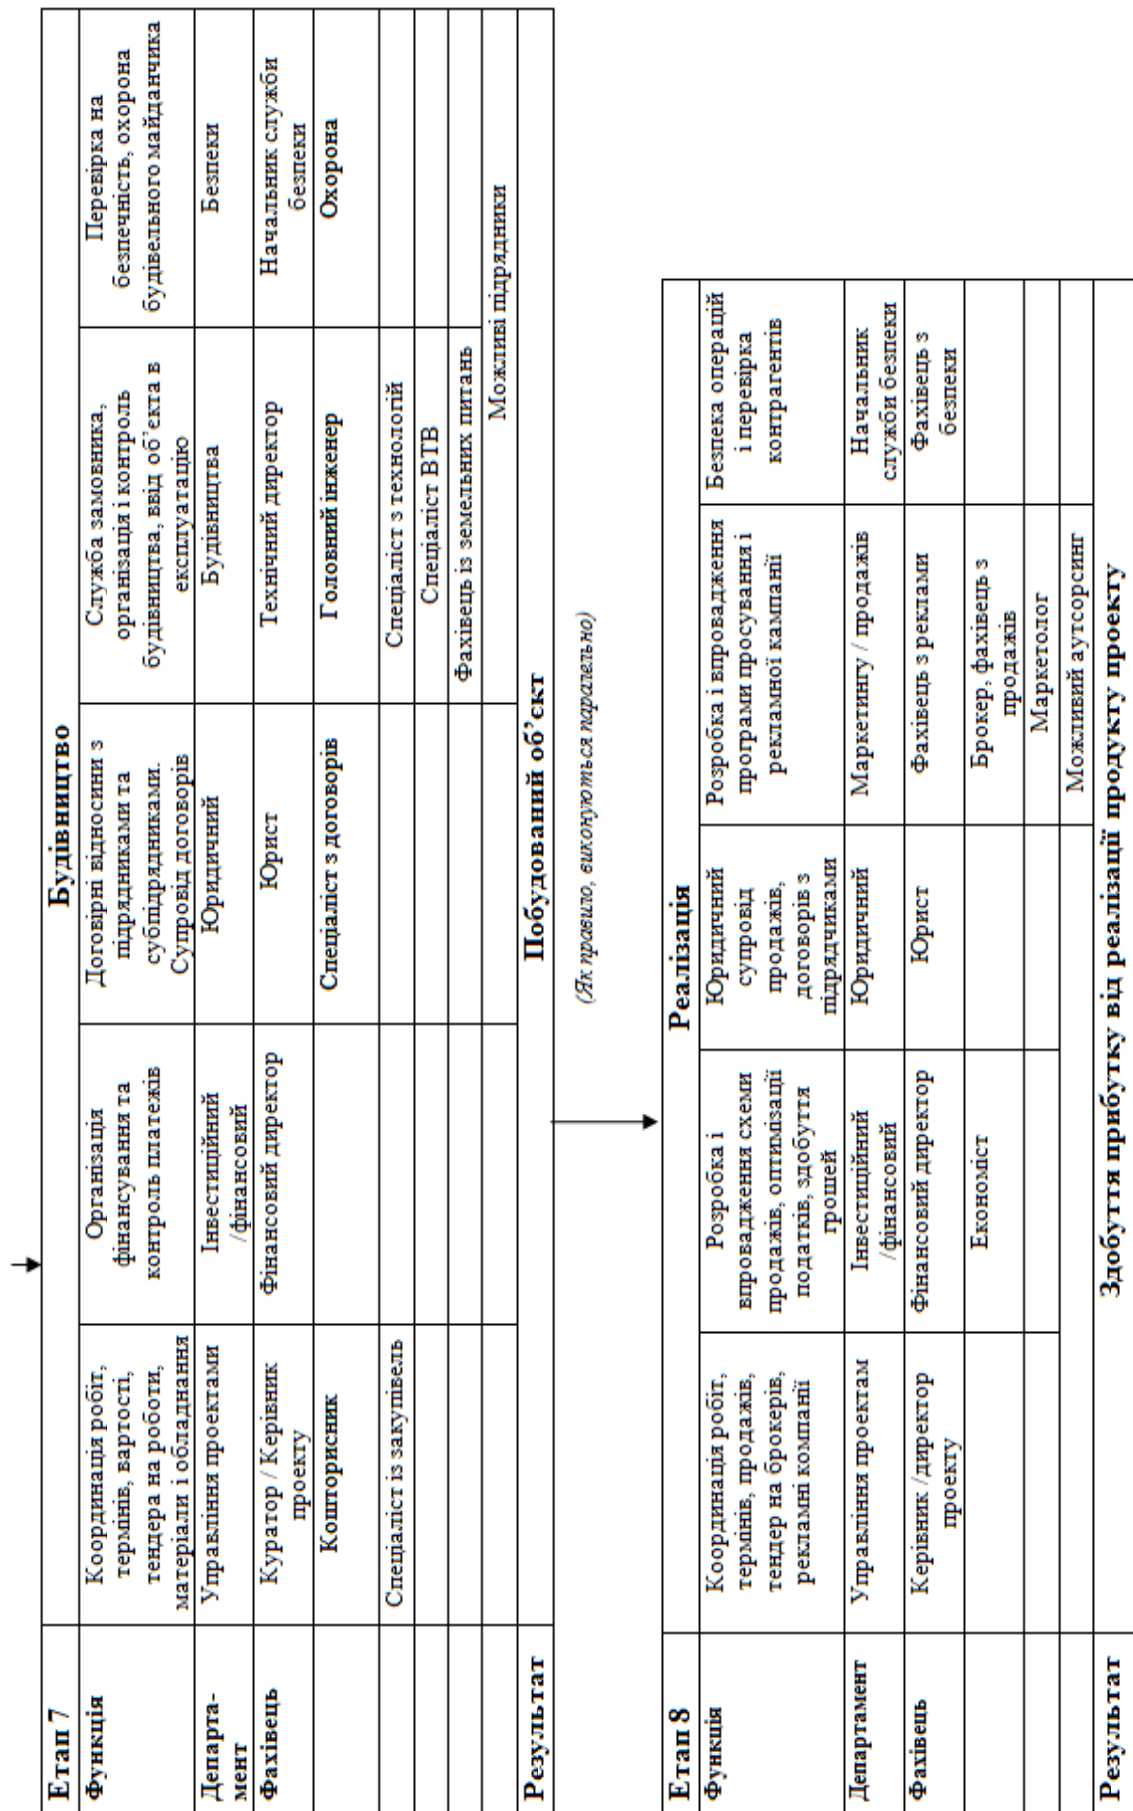 Етап 7
Будівництво
Функція
Координація робіт,
термінів, вартості,
тендера на роботи,
матеріали і обладнання
Організація
фінансування та
контроль платежів
Договірні відносини з
підрядниками та
субпідрядниками.
Супровід договорів
Служба замовника,
організація і контроль
будівництва, ввід об’єкта в
експлуатацію
Перевірка на
безпечність, охорона
будівельного майданчика
Департа-
мент
Управління проектами
Інвестиційний
/фінансовий
Юридичний
Будівництва
Безпеки
Фахівець
Куратор / Керівник
проекту
Фінансовий директор
Юрист
Технічний директор
Начальник служби
безпеки
Кошторисник
Спеціаліст з договорів
Головний інженер
Охорона
Спеціаліст із закупівель
Спеціаліст з технологій
Спеціаліст ВТВ
Фахівець із земельних питань
Можливі підрядники
Результат
Побудований об’єкт
(Як правило, виконуються паралельно)
Етап 8
Реалізація
Функція
Координація робіт,
термінів, продажів,
тендер на брокерів,
рекламні компанії
Розробка і
впровадження схеми
продажів, оптимізації
податків, здобуття
грошей
Юридичний
супровід
продажів,
договорів з
підрядчиками
Розробка і впровадження
програми просування і
рекламної кампанії
Безпека операцій
і перевірка
контрагентів
Департамент
Управління проектам
Інвестиційний
/фінансовий
Юридичний
Маркетингу / продажів
Начальник
служби безпеки
Фахівець
Керівник /директор
проекту
Фінансовий директор
Юрист
Фахівець з реклами
Фахівець з
безпеки
Економіст
Брокер, фахівець з
продажів
Маркетолог
Можливий аутсорсинг
Результат
Здобуття прибутку від реалізації продукту проекту